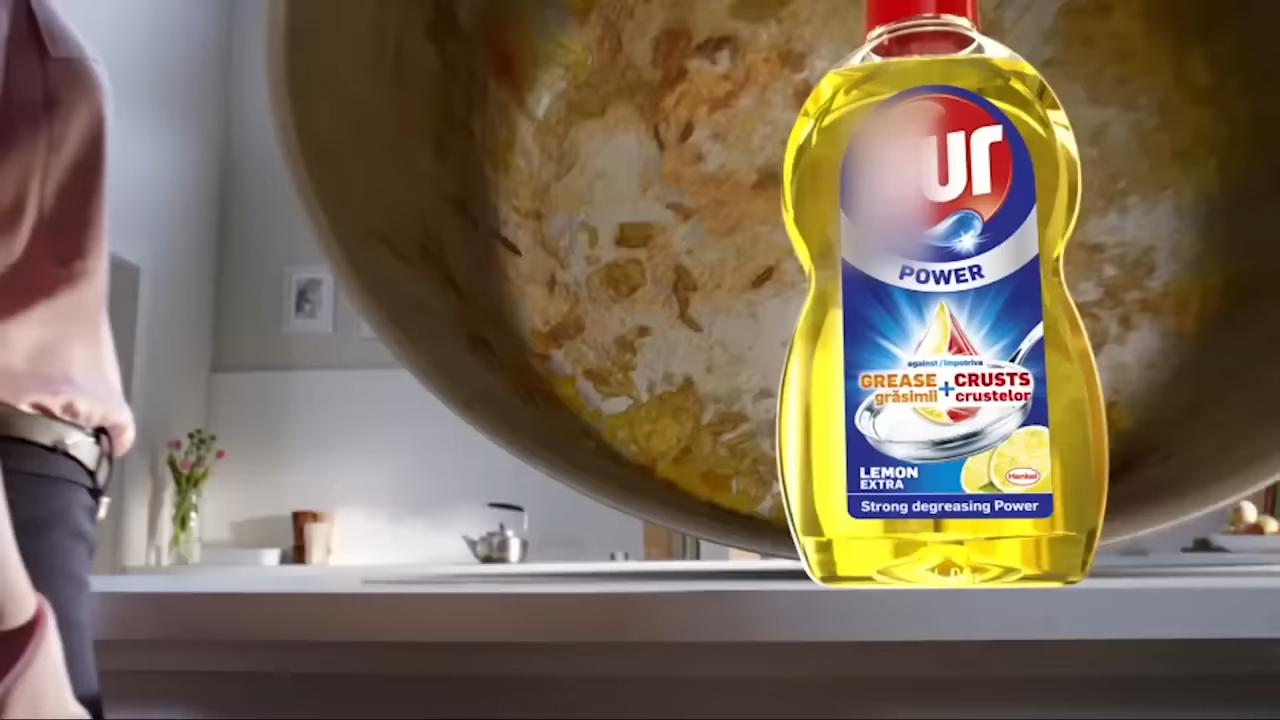 ur
POWER
against / împotriva
GREASE + CRUSTS
grăsimii crustelor
LEMON
EXTRA
Henkel
Strong degreasing Power